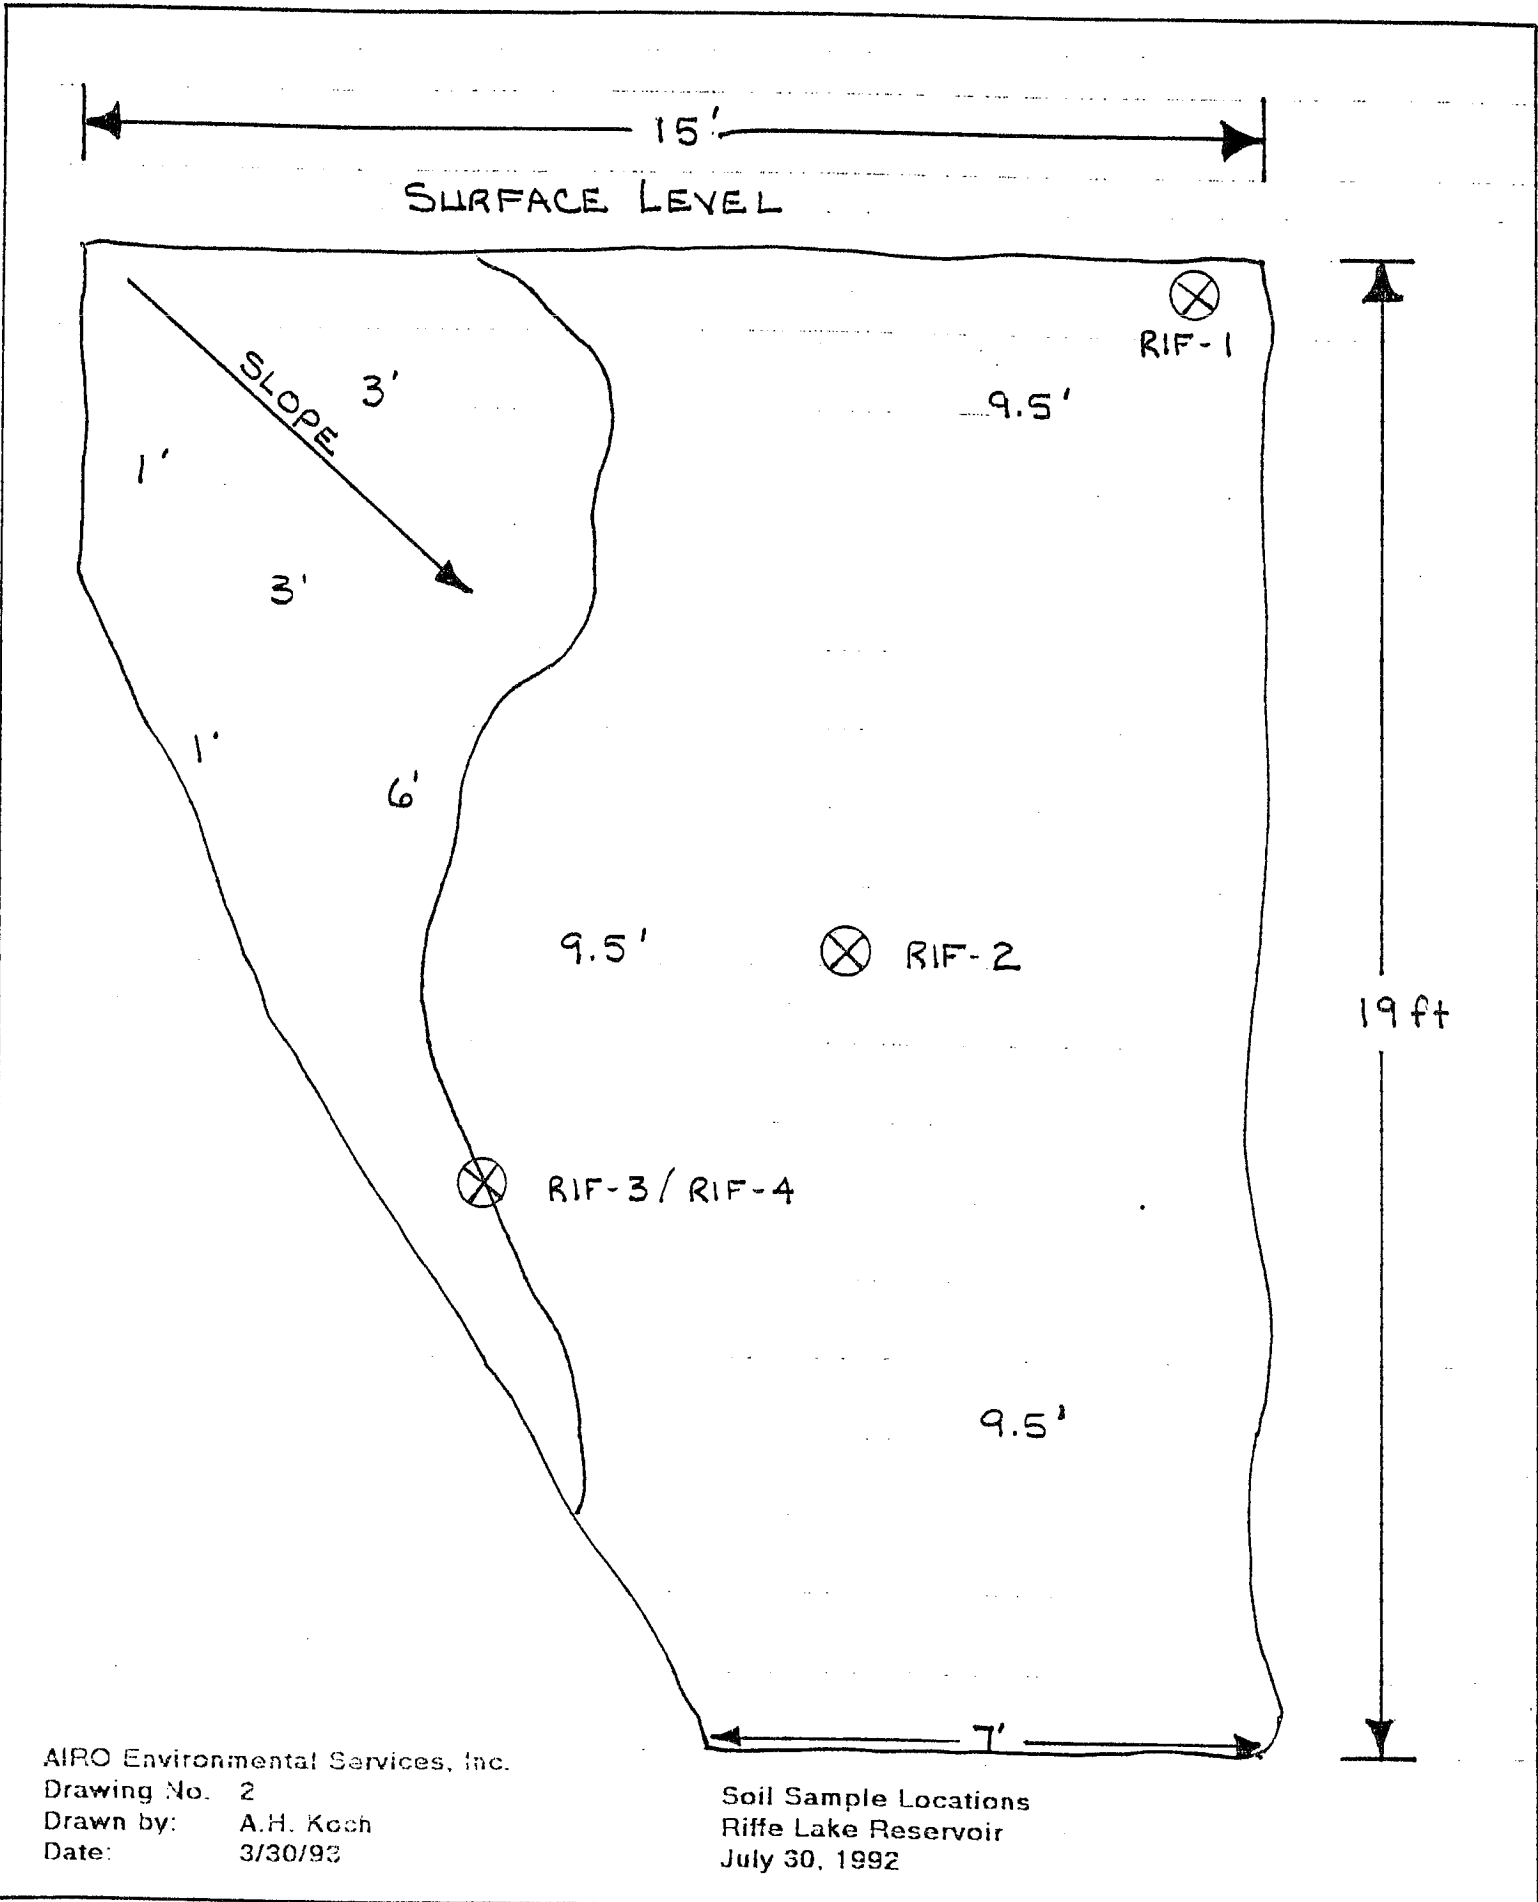 15'
SURFACE LEVEL
RIF-1
SLOPE
3'
9.5'
1'
3'
1'
6'
9.5'
RIF-2
19 ft
RIF-3 / RIF-4
9.5'
7'
AIRO Environmental Services, Inc.
Drawing No. 2
Drawn by: A.H. Koch
Date: 3/30/93
Soil Sample Locations
Riffe Lake Reservoir
July 30, 1992